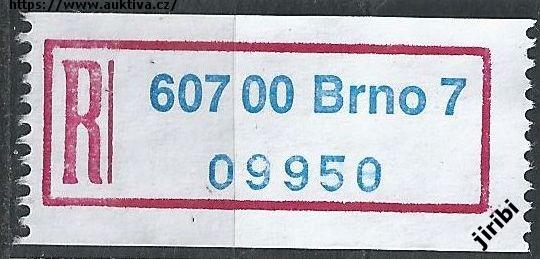 https://www.auktiva.cz/
R 607 00 Brno 7
09950
jiribi